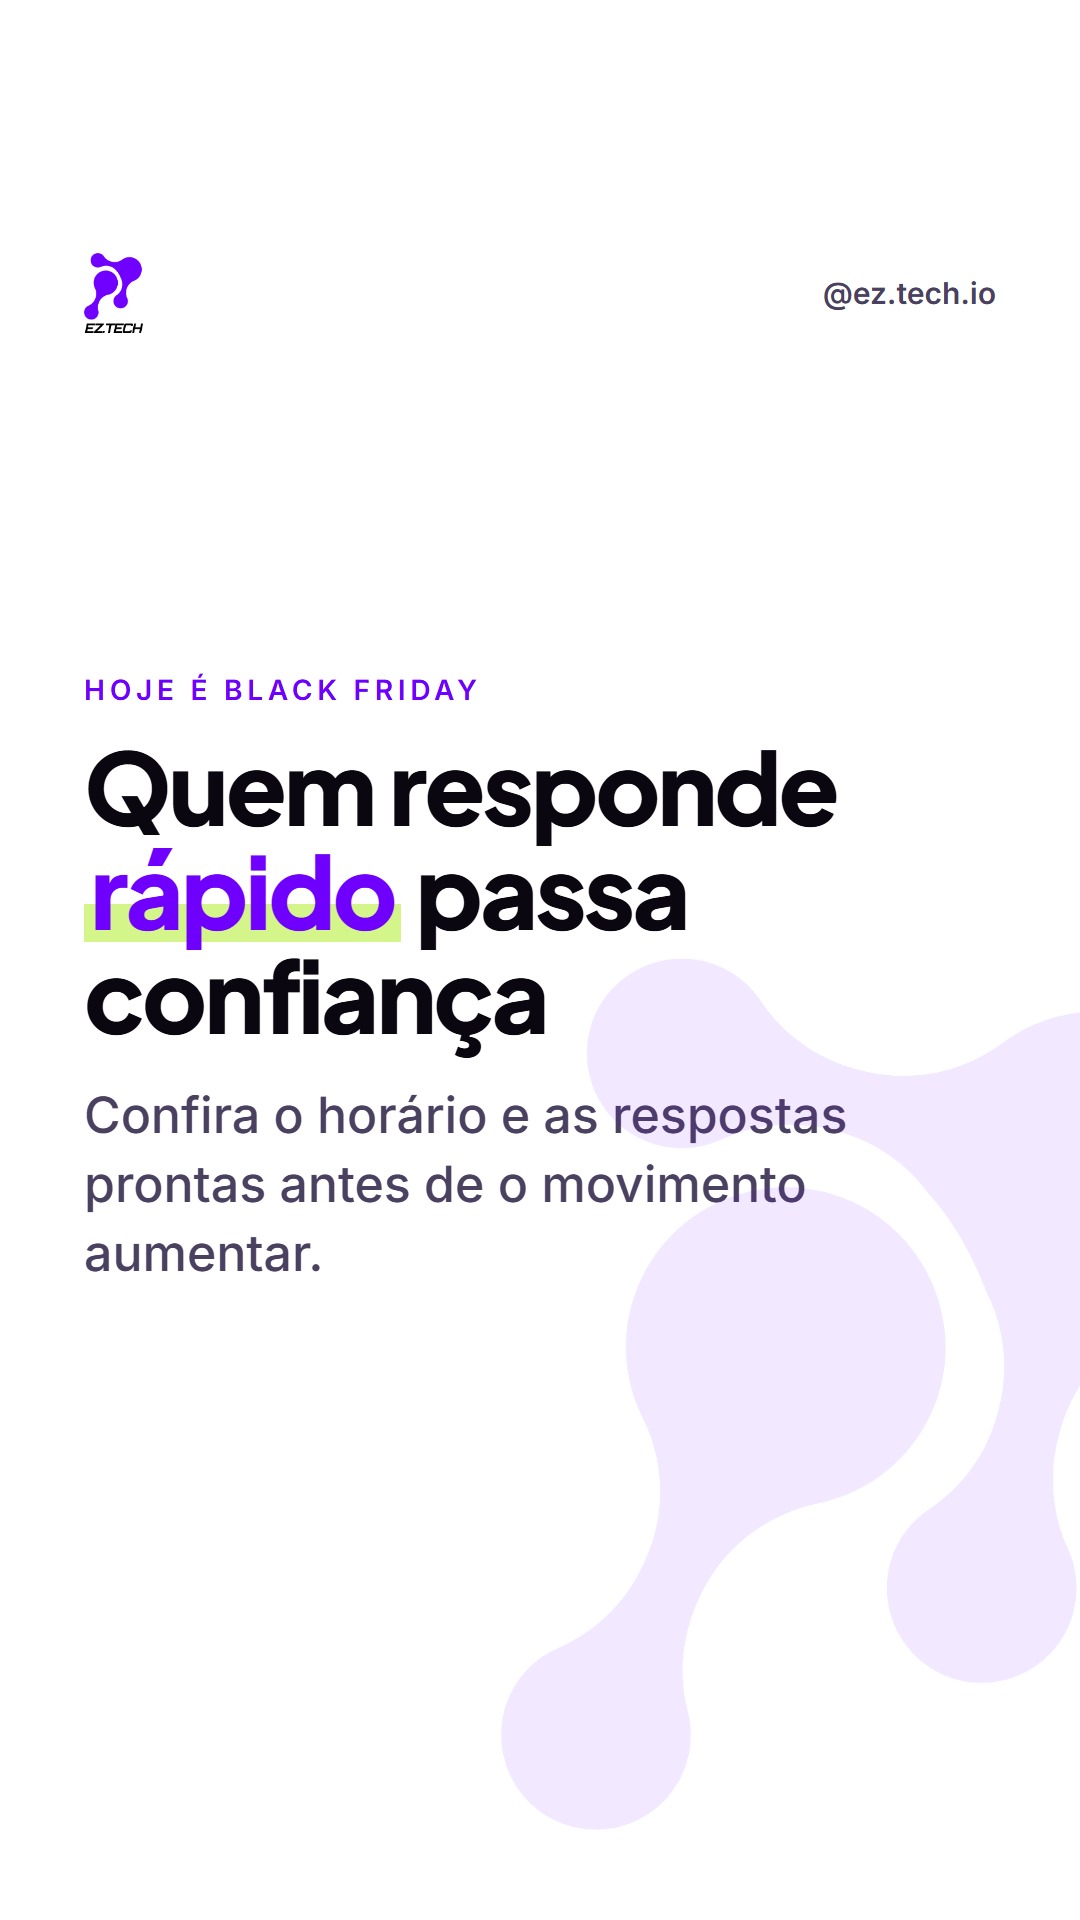 EZ.TECH
@ez.tech.io
HOJE É BLACK FRIDAY
Quem responde
rápido passa
confiança
Confira o horário e as respostas
prontas antes de o movimento
aumentar.